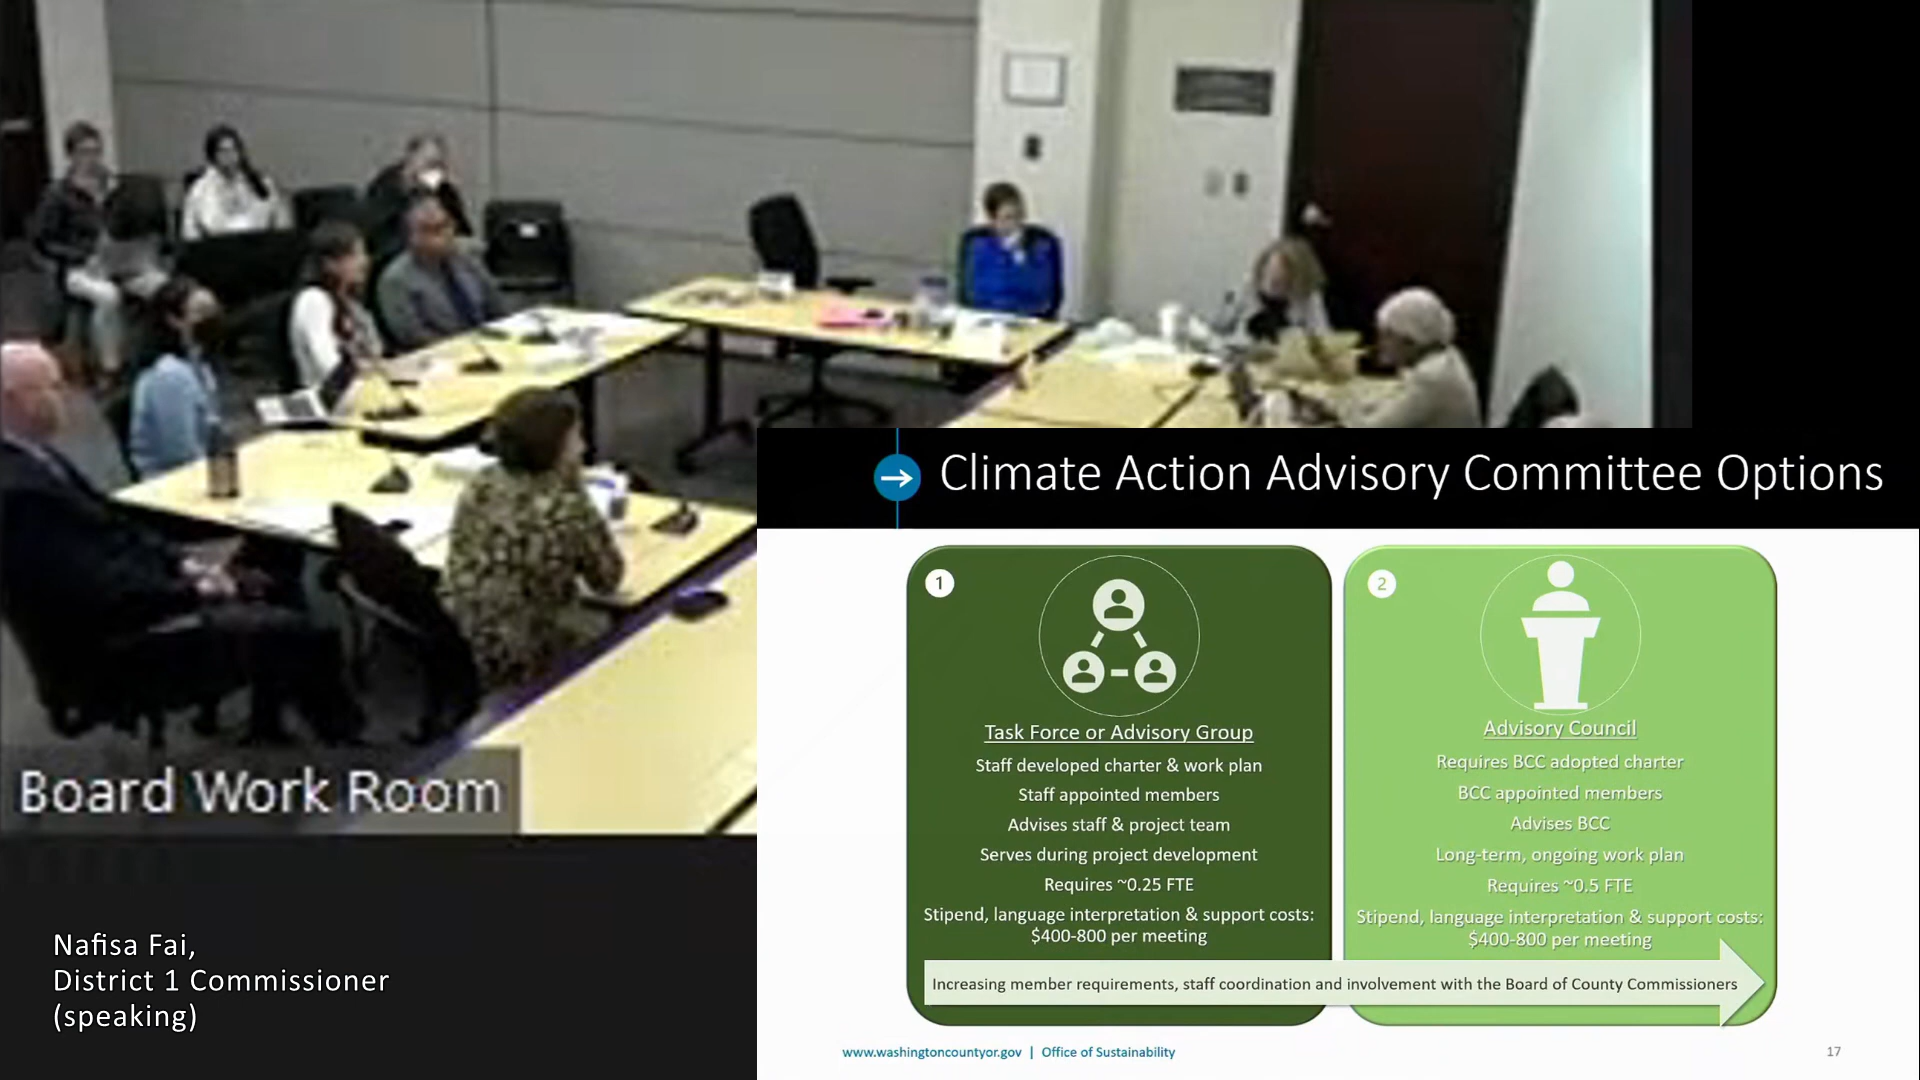 Board Work Room
Nafisa Fai,
District 1 Commissioner
(speaking)
Climate Action Advisory Committee Options
1
Task Force or Advisory Group
Staff developed charter & work plan
Staff appointed members
Advises staff & project team
Serves during project development
Requires ~0.25 FTE
Stipend, language interpretation & support costs:
$400-800 per meeting
2
Advisory Council
Requires BCC adopted charter
BCC appointed members
Advises BCC
Long-term, ongoing work plan
Requires ~0.5 FTE
Stipend, language interpretation & support costs:
$400-800 per meeting
Increasing member requirements, staff coordination and involvement with the Board of County Commissioners
www.washingtoncountyor.gov | Office of Sustainability
17